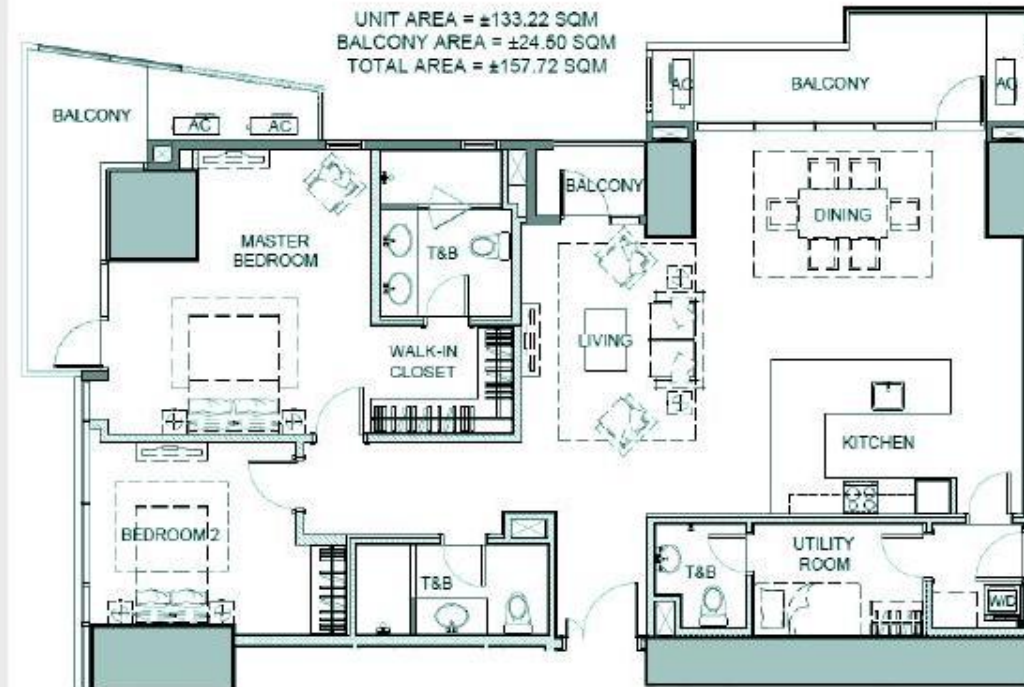 UNIT AREA = ±133.22 SQM
BALCONY AREA = ±24.50 SQM
TOTAL AREA = ±157.72 SQM
BALCONY
AC
AC
AC
BALCONY
AC
BALCONY
DINING
MASTER
BEDROOM
T&B
LIVING
WALK-IN
CLOSET
KITCHEN
BEDROOM 2
T&B
T&B
UTILITY
ROOM
W/D